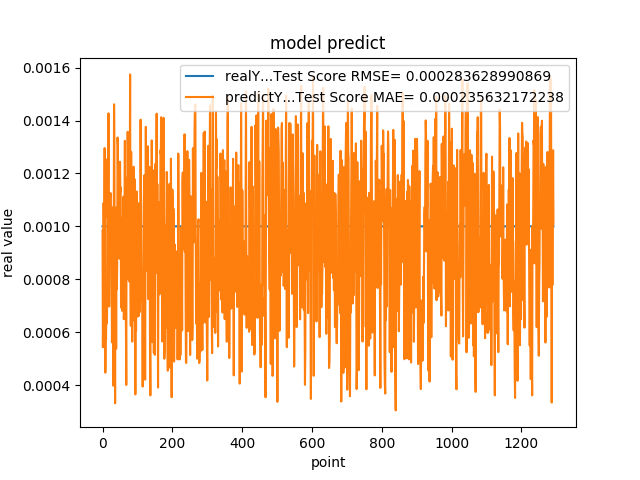 model predict
realY...Test Score RMSE= 0.000283628990869
predictY...Test Score MAE= 0.000235632172238
0.0016
0.0014
0.0012
0.0010
0.0008
0.0006
0.0004
real value
0 200 400 600 800 1000 1200
point